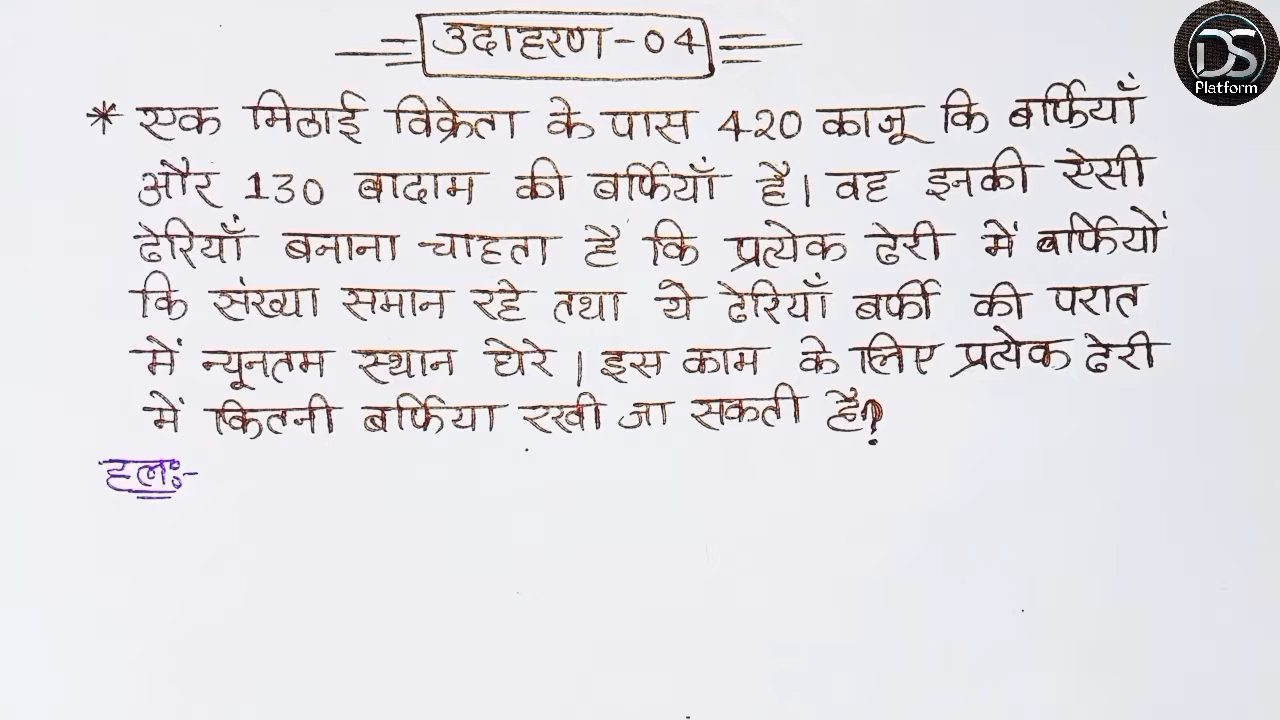 उदाहरण-04
DS
Platform
* एक मिठाई विक्रेता के पास 420 काजू कि बर्फियाँ
और 130 बादाम की बर्फियाँ है। वह इनकी ऐसी
ढेरियाँ बनाना चाहता है कि प्रत्येक ढेरी में बर्फियों
कि संख्या समान रहे तथा ये ढेरियाँ बर्फी की परात
में न्यूनतम स्थान घेरे। इस काम के लिए प्रत्येक ढेरी
में कितनी बर्फिया रखी जा सकती है?
हलः-